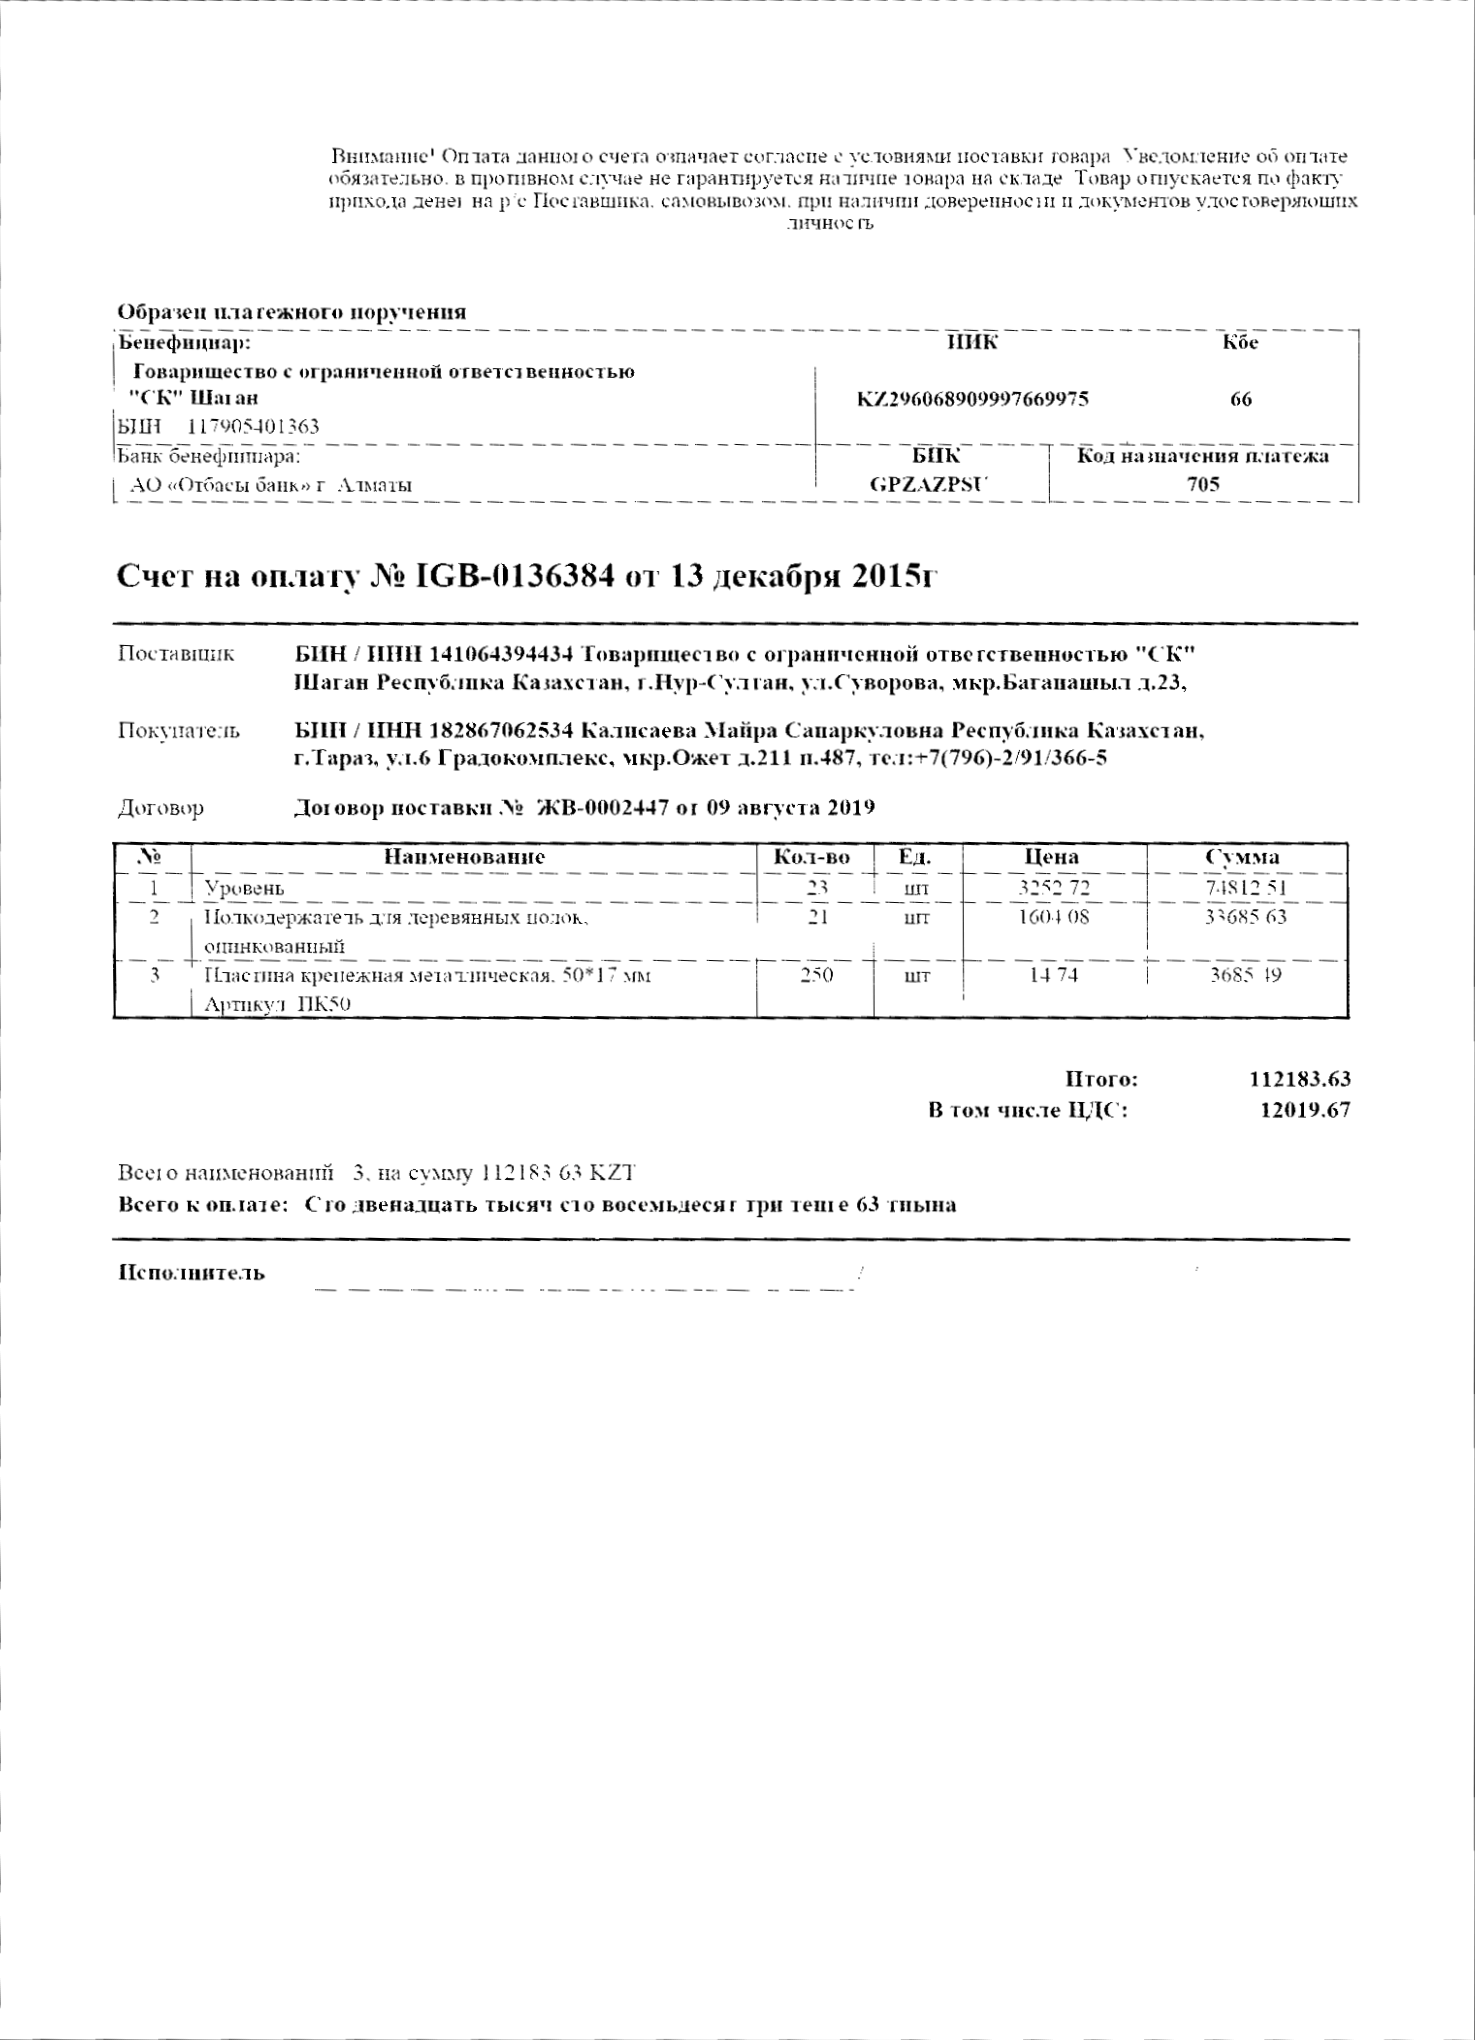 Внимание! Оплата данного счета означает согласие с условиями поставки товара. Уведомление об оплате
обязательно, в противном случае не гарантируется наличие товара на складе. Товар отпускается по факту
прихода денег на р/с Поставщика, самовывозом, при наличии доверенности и документов удостоверяющих
личность
Образец платежного поручения
Бенефициар: ИИК Кбе
Товарищество с ограниченной ответственностью
"СК" Шаган KZ296068909997669975 66
БИН 117905401363
Банк бенефициара: БИК Код назначения платежа
АО «Отбасы банк» г. Алматы GPZAZPSU 705
Счет на оплату № IGB-0136384 от 13 декабря 2015г
Поставщик БИН / ИИН 141064394434 Товарищество с ограниченной ответственностью "СК"
Шаган Республика Казахстан, г.Нур-Султан, ул.Суворова, мкр.Баганашыл д.23,
Покупатель БИН / ИИН 182867062534 Калисаева Майра Сапаркуловна Республика Казахстан,
г.Тараз, ул.6 Градокомплекс, мкр.Ожет д.211 п.487, тел:+7(796)-2/91/366-5
Договор Договор поставки № ЖВ-0002447 от 09 августа 2019
№ Наименование Кол-во Ед. Цена Сумма
1 Уровень 23 шт 3252.72 74812.51
2 Полкодержатель для деревянных полок, 21 шт 1604.08 33685.63
оцинкованный
3 Пластина крепежная металлическая, 50*17 мм 250 шт 14.74 3685.49
Артикул ПК50
Итого: 112183.63
В том числе НДС: 12019.67
Всего наименований 3, на сумму 112183.63 KZT
Всего к оплате: Сто двенадцать тысяч сто восемьдесят три тенге 63 тиына
Исполнитель / /